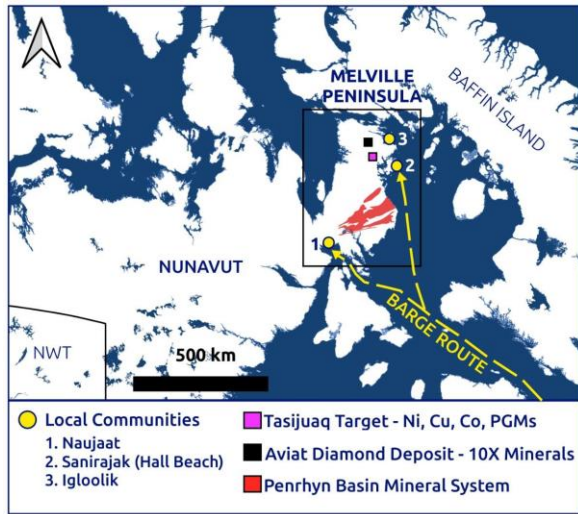 MELVILLE
PENINSULA
BAFFIN ISLAND
3
2
1
NUNAVUT
BARGE ROUTE
NWT
500 km
Local Communities
1. Naujaat
2. Sanirajak (Hall Beach)
3. Igloolik
Tasijuaq Target - Ni, Cu, Co, PGMs
Aviat Diamond Deposit - 10X Minerals
Penrhyn Basin Mineral System